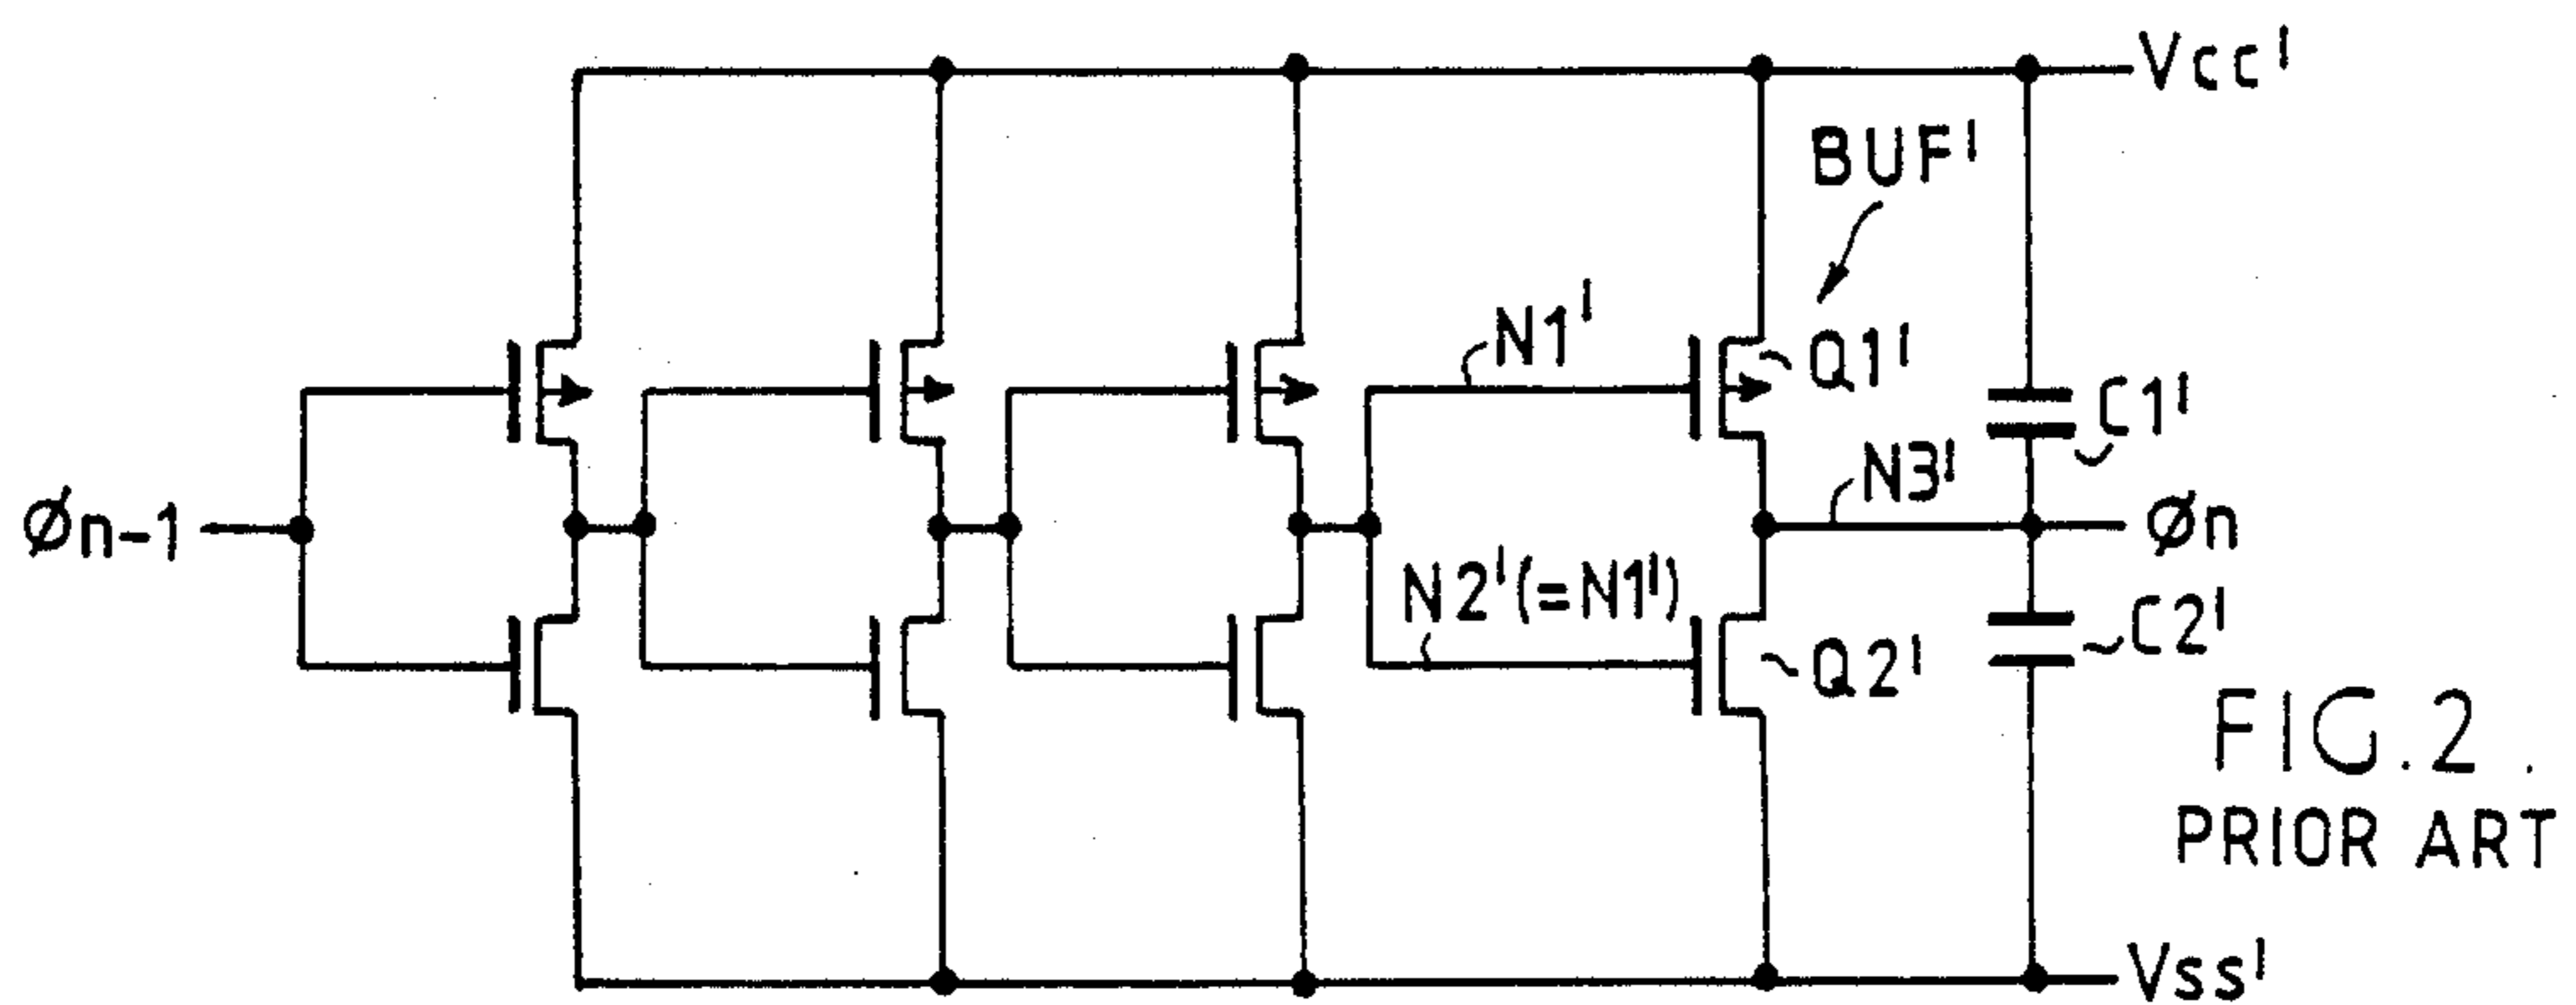 Vcc'
BUF'
N1'
Q1'
C1'
N3'
Øn-1
Øn
N2'(=N1')
C2'
Q2'
FIG.2.
PRIOR ART
Vss'